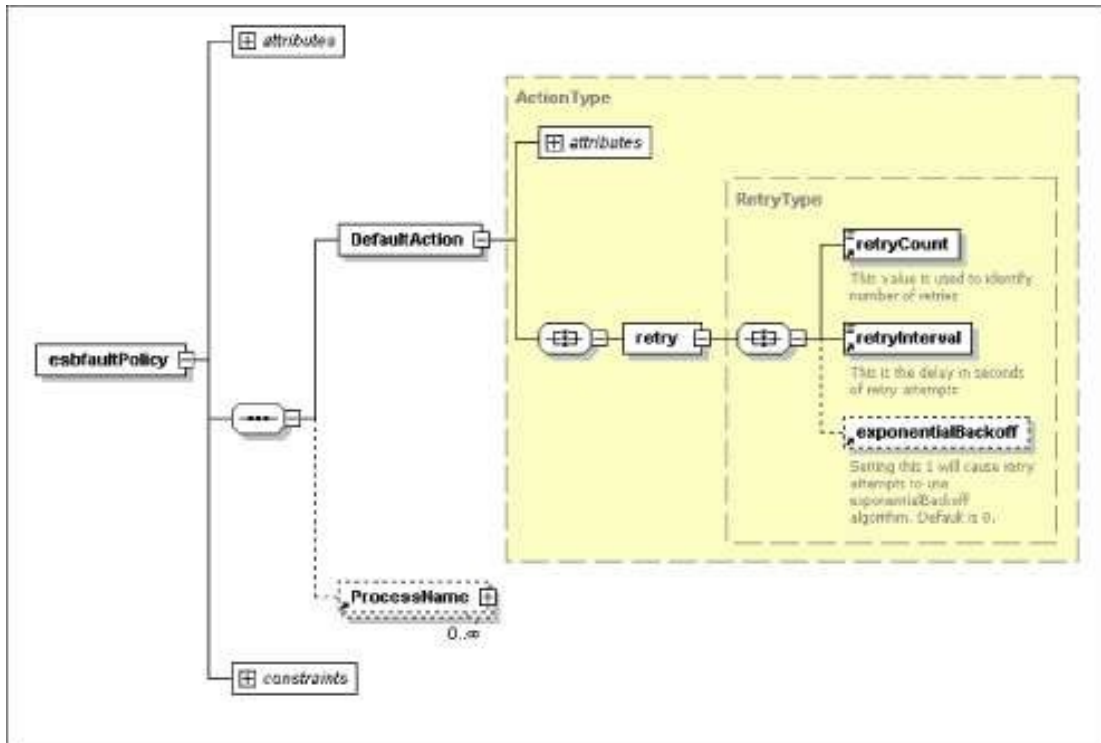 attributes
ActionType
attributes
RetryType
DefaultAction
retryCount
This value is used to identify
number of retries
esbfaultPolicy
retry
retryInterval
This is the delay in seconds
of retry attempts
exponentialBackoff
Setting this 1 will cause retry
attempts to use
exponentialBackoff
algorithm. Default is 0.
ProcessName
0..∞
constraints